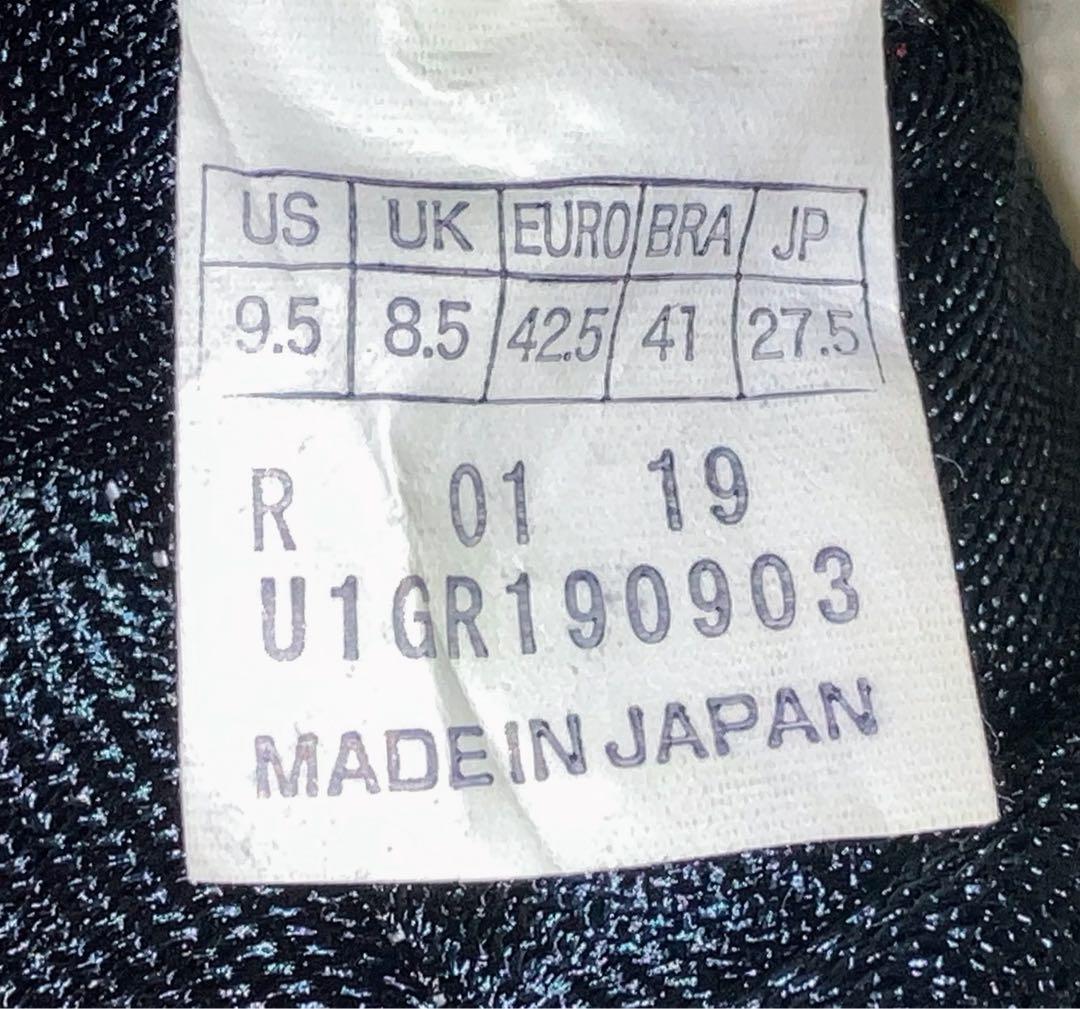 US UK EURO BRA JP
9.5 8.5 42.5 41 27.5
R 01 19
U1GR190903
MADE IN JAPAN